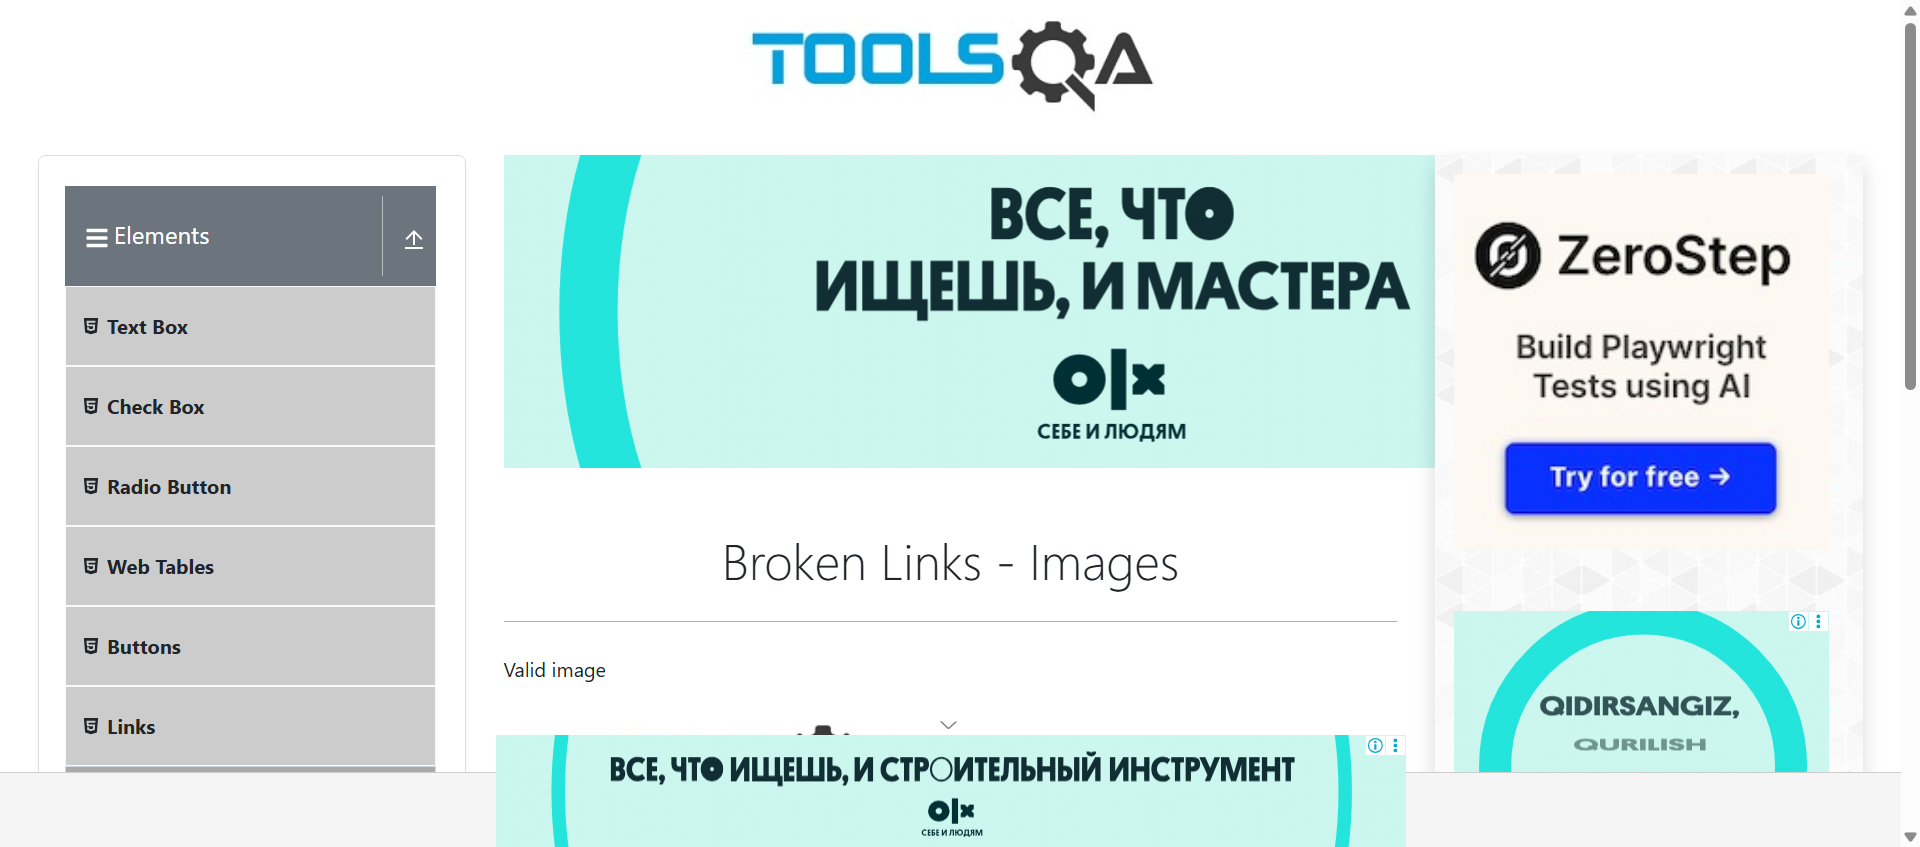 TOOLSQA
Elements
Text Box
Check Box
Radio Button
Web Tables
Buttons
Links
ВСЕ, ЧТО
ИЩЕШЬ, И МАСТЕРА
olx
СЕБЕ И ЛЮДЯМ
Broken Links - Images
Valid image
ZeroStep
Build Playwright
Tests using AI
Try for free →
QIDIRSANGIZ,
QURILISH
ВСЕ, ЧТО ИЩЕШЬ, И СТРОИТЕЛЬНЫЙ ИНСТРУМЕНТ
olx
СЕБЕ И ЛЮДЯМ